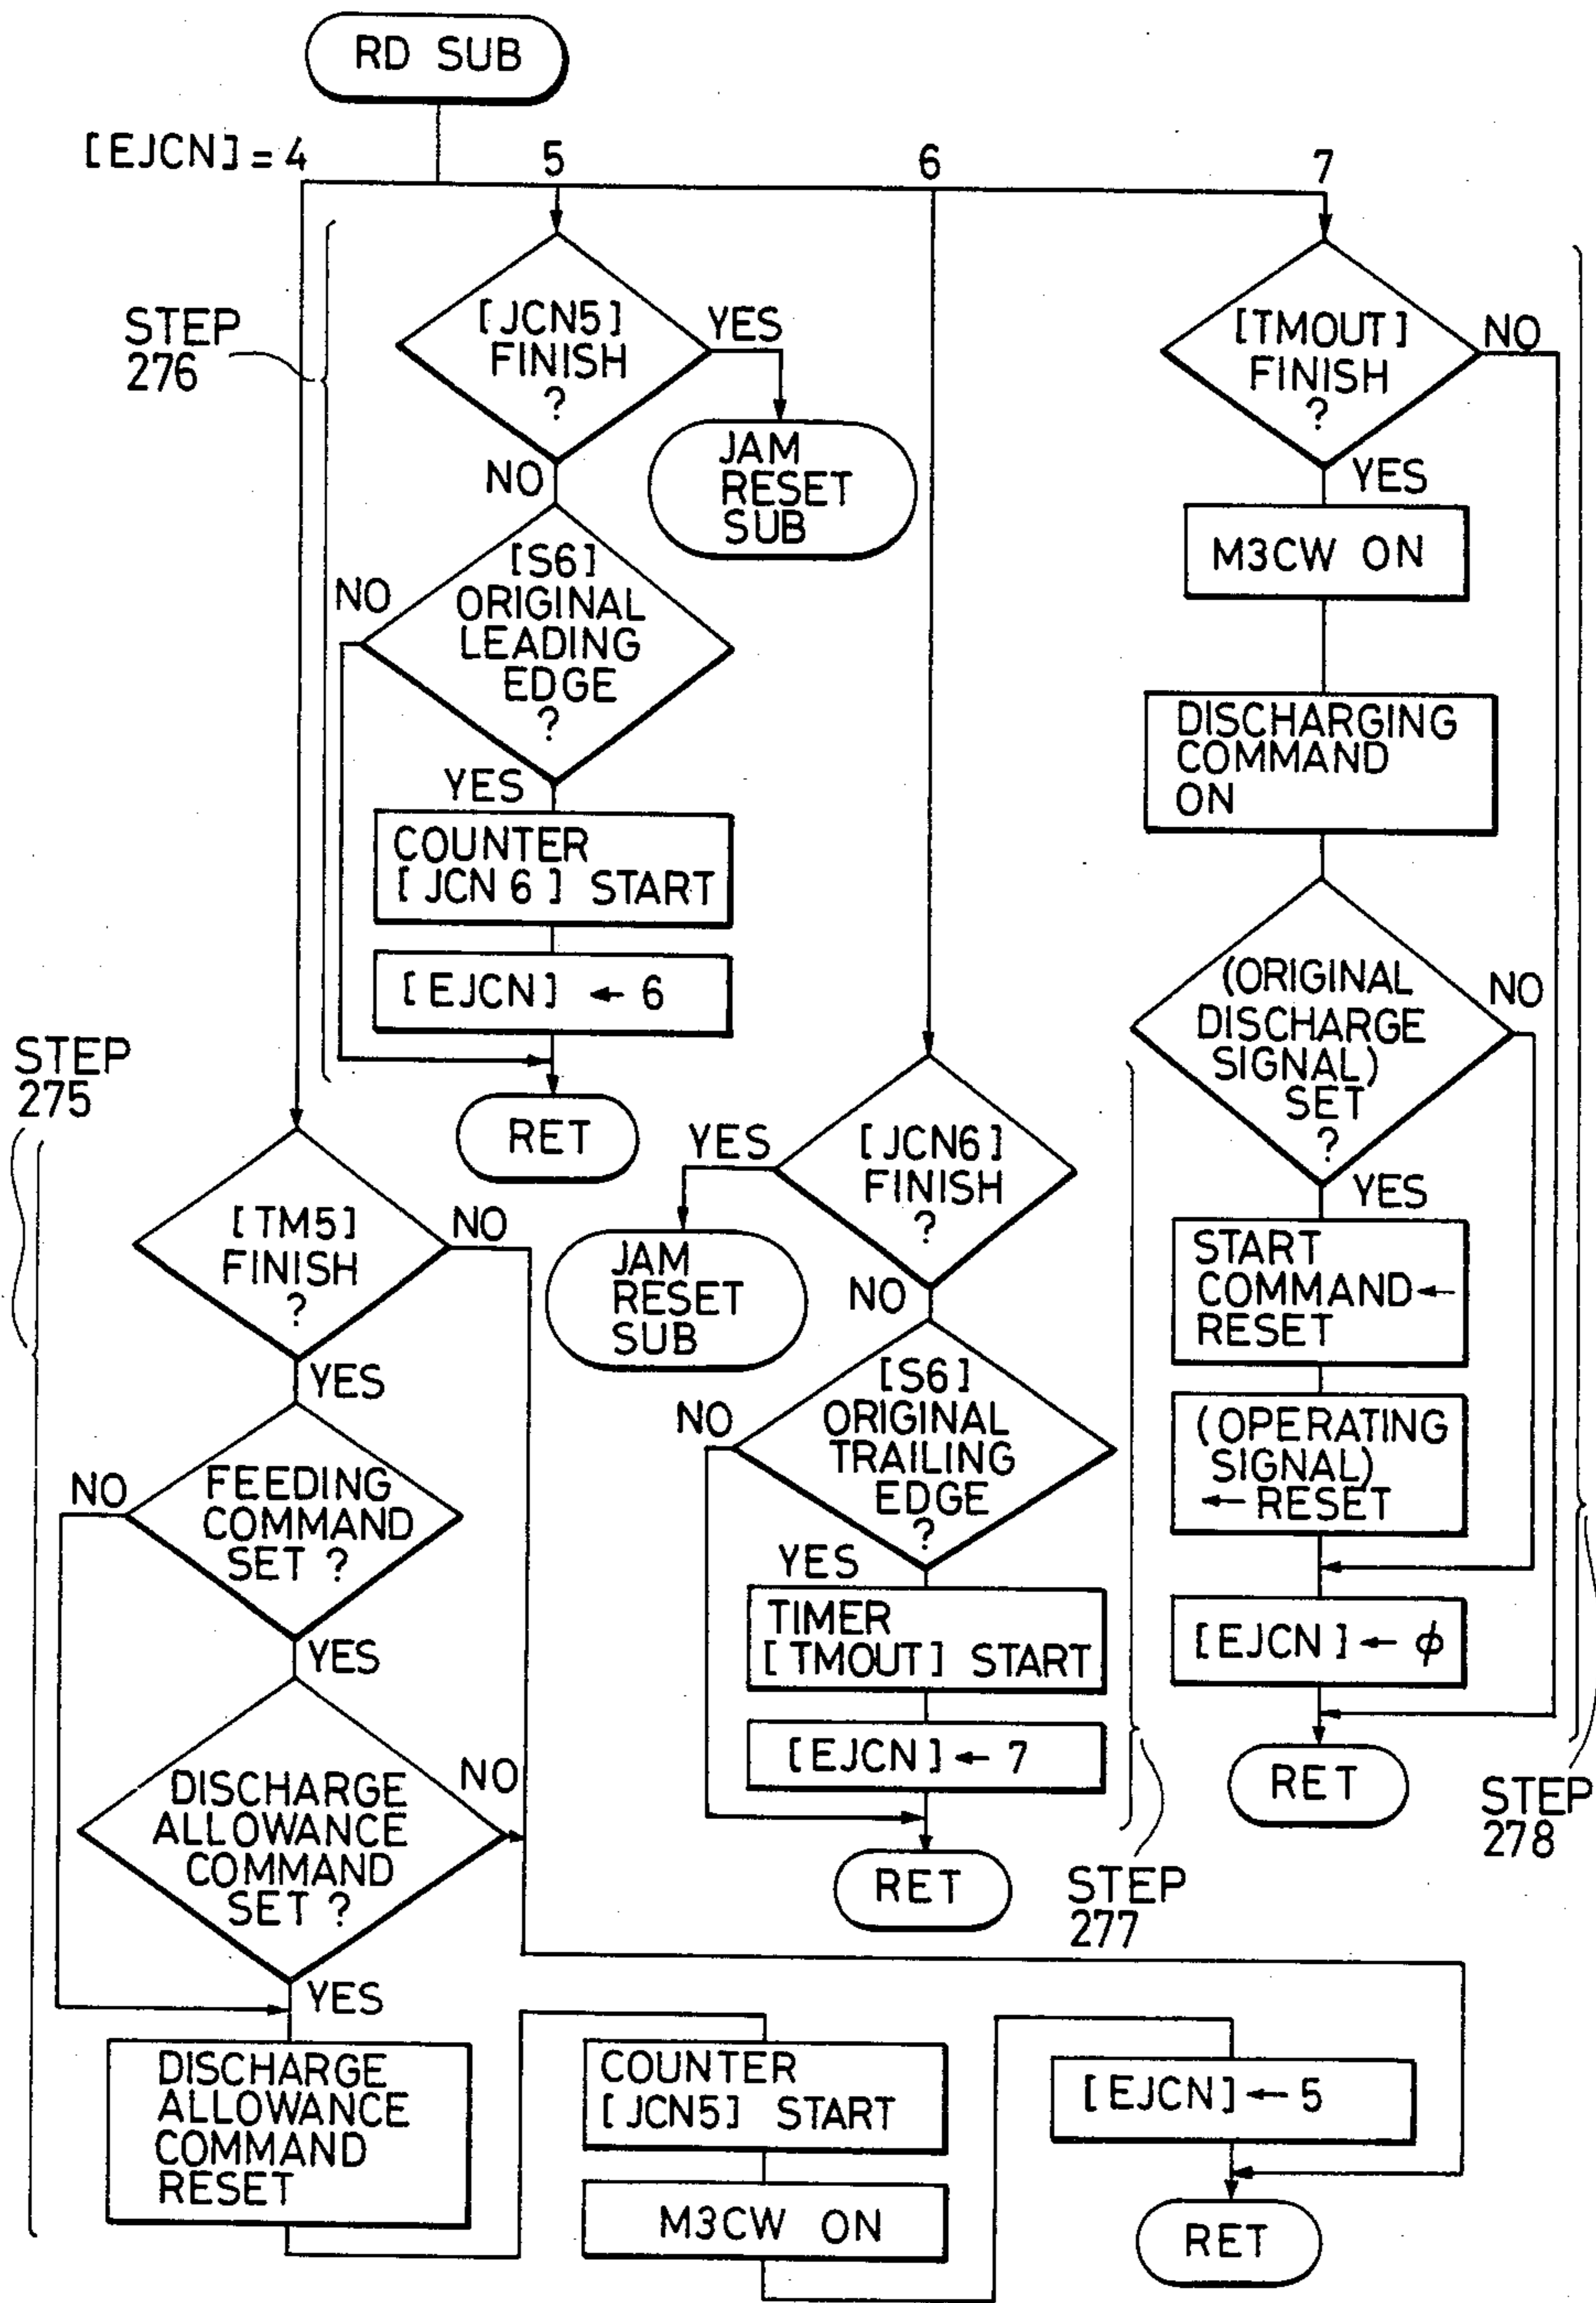 RD SUB
[EJCN]=4
5
6
7
STEP
276
[JCN5]
FINISH
?
YES
NO
JAM
RESET
SUB
[S6]
ORIGINAL
LEADING
EDGE
?
NO
YES
COUNTER
[JCN6] START
[EJCN] ← 6
RET
STEP
275
[TM5]
FINISH
?
NO
YES
FEEDING
COMMAND
SET ?
NO
YES
DISCHARGE
ALLOWANCE
COMMAND
SET ?
NO
YES
DISCHARGE
ALLOWANCE
COMMAND
RESET
COUNTER
[JCN5] START
M3CW ON
[EJCN] ← 5
RET
[JCN6]
FINISH
?
YES
NO
JAM
RESET
SUB
[S6]
ORIGINAL
TRAILING
EDGE
?
NO
YES
TIMER
[TMOUT] START
[EJCN] ← 7
RET
STEP
277
[TMOUT]
FINISH
?
NO
YES
M3CW ON
DISCHARGING
COMMAND
ON
(ORIGINAL
DISCHARGE
SIGNAL)
SET
?
NO
YES
START
COMMAND←
RESET
(OPERATING
SIGNAL)
← RESET
[EJCN] ← ϕ
RET
STEP
278